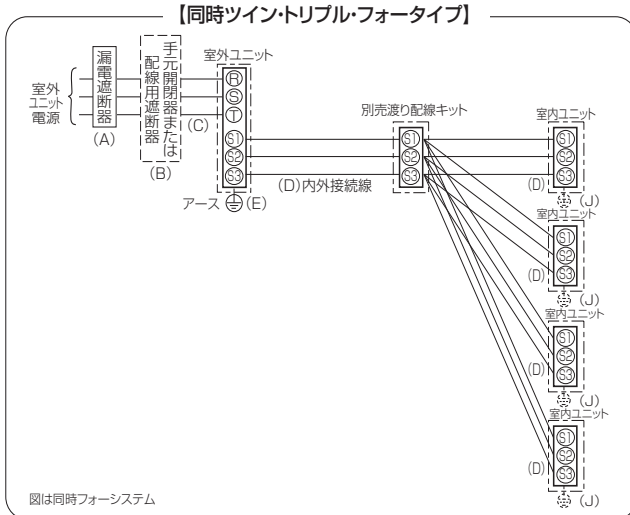 【同時ツイン・トリプル・フォータイプ】
室外
ユニット
電源
漏電遮断器
(A)
手元開閉器または
配線用遮断器
(B)
(C)
室外ユニット
R
S
T
S1
S2
S3
アース
(E)
(D)内外接続線
別売渡り配線キット
S1
S2
S3
室内ユニット
S1
S2
S3
(D)
(J)
室内ユニット
S1
S2
S3
(D)
(J)
室内ユニット
S1
S2
S3
(D)
(J)
室内ユニット
S1
S2
S3
(D)
(J)
図は同時フォーシステム